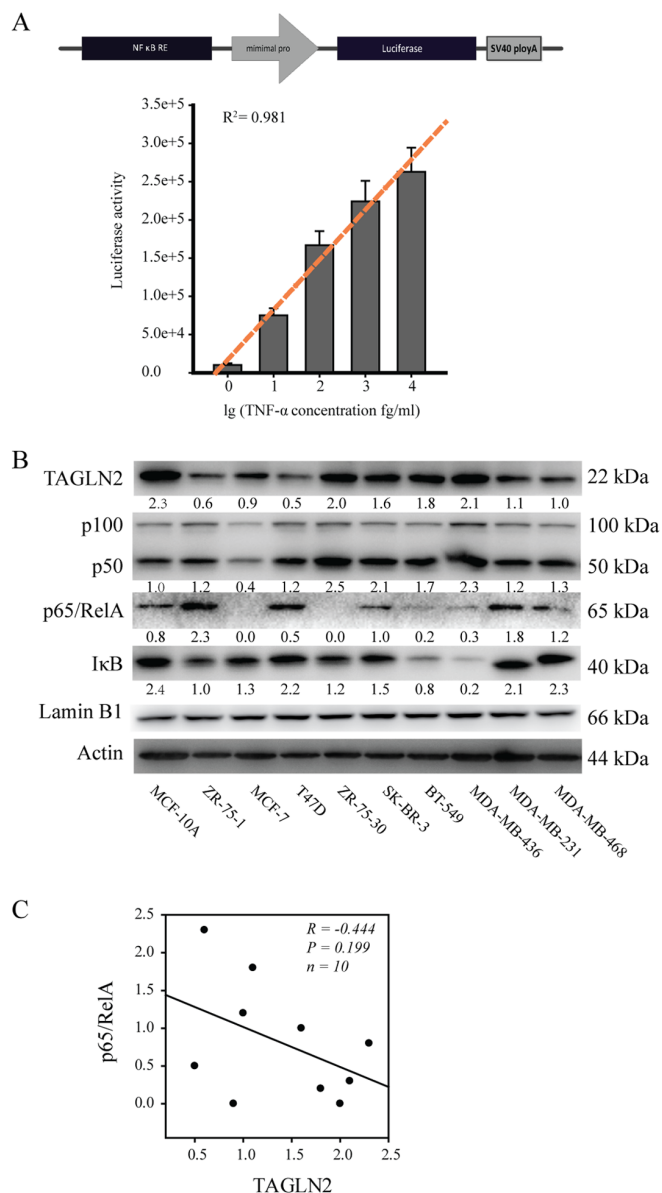 A
NF κB RE mimimal pro Luciferase SV40 ployA
R²= 0.981
Luciferase activity
3.5e+5
3.0e+5
2.5e+5
2.0e+5
1.5e+5
1.0e+5
5.0e+4
0.0
0 1 2 3 4
lg (TNF-α concentration fg/ml)
B
TAGLN2 22 kDa
2.3 0.6 0.9 0.5 2.0 1.6 1.8 2.1 1.1 1.0
p100 100 kDa
p50 50 kDa
1.0 1.2 0.4 1.2 2.5 2.1 1.7 2.3 1.2 1.3
p65/RelA 65 kDa
0.8 2.3 0.0 0.5 0.0 1.0 0.2 0.3 1.8 1.2
IκB 40 kDa
2.4 1.0 1.3 2.2 1.2 1.5 0.8 0.2 2.1 2.3
Lamin B1 66 kDa
Actin 44 kDa
MCF-10A ZR-75-1 MCF-7 T47D ZR-75-30 SK-BR-3 BT-549 MDA-MB-436 MDA-MB-231 MDA-MB-468
C
R = -0.444
P = 0.199
n = 10
p65/RelA
2.5
2.0
1.5
1.0
0.5
0.0
0.5 1.0 1.5 2.0 2.5
TAGLN2